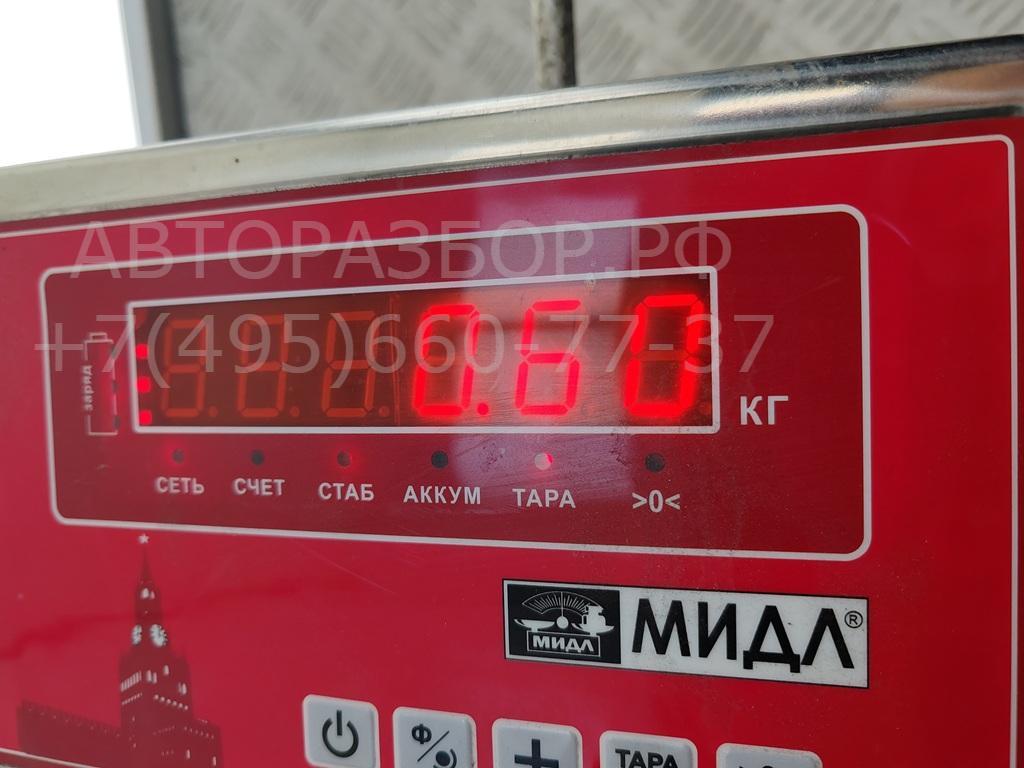 АВТОРАЗБОР.РФ
+7(495)660-77-37
0.60
КГ
заряд
СЕТЬ СЧЕТ СТАБ АККУМ ТАРА >0<
МИДЛ МИДЛ®
Ф
ТАРА